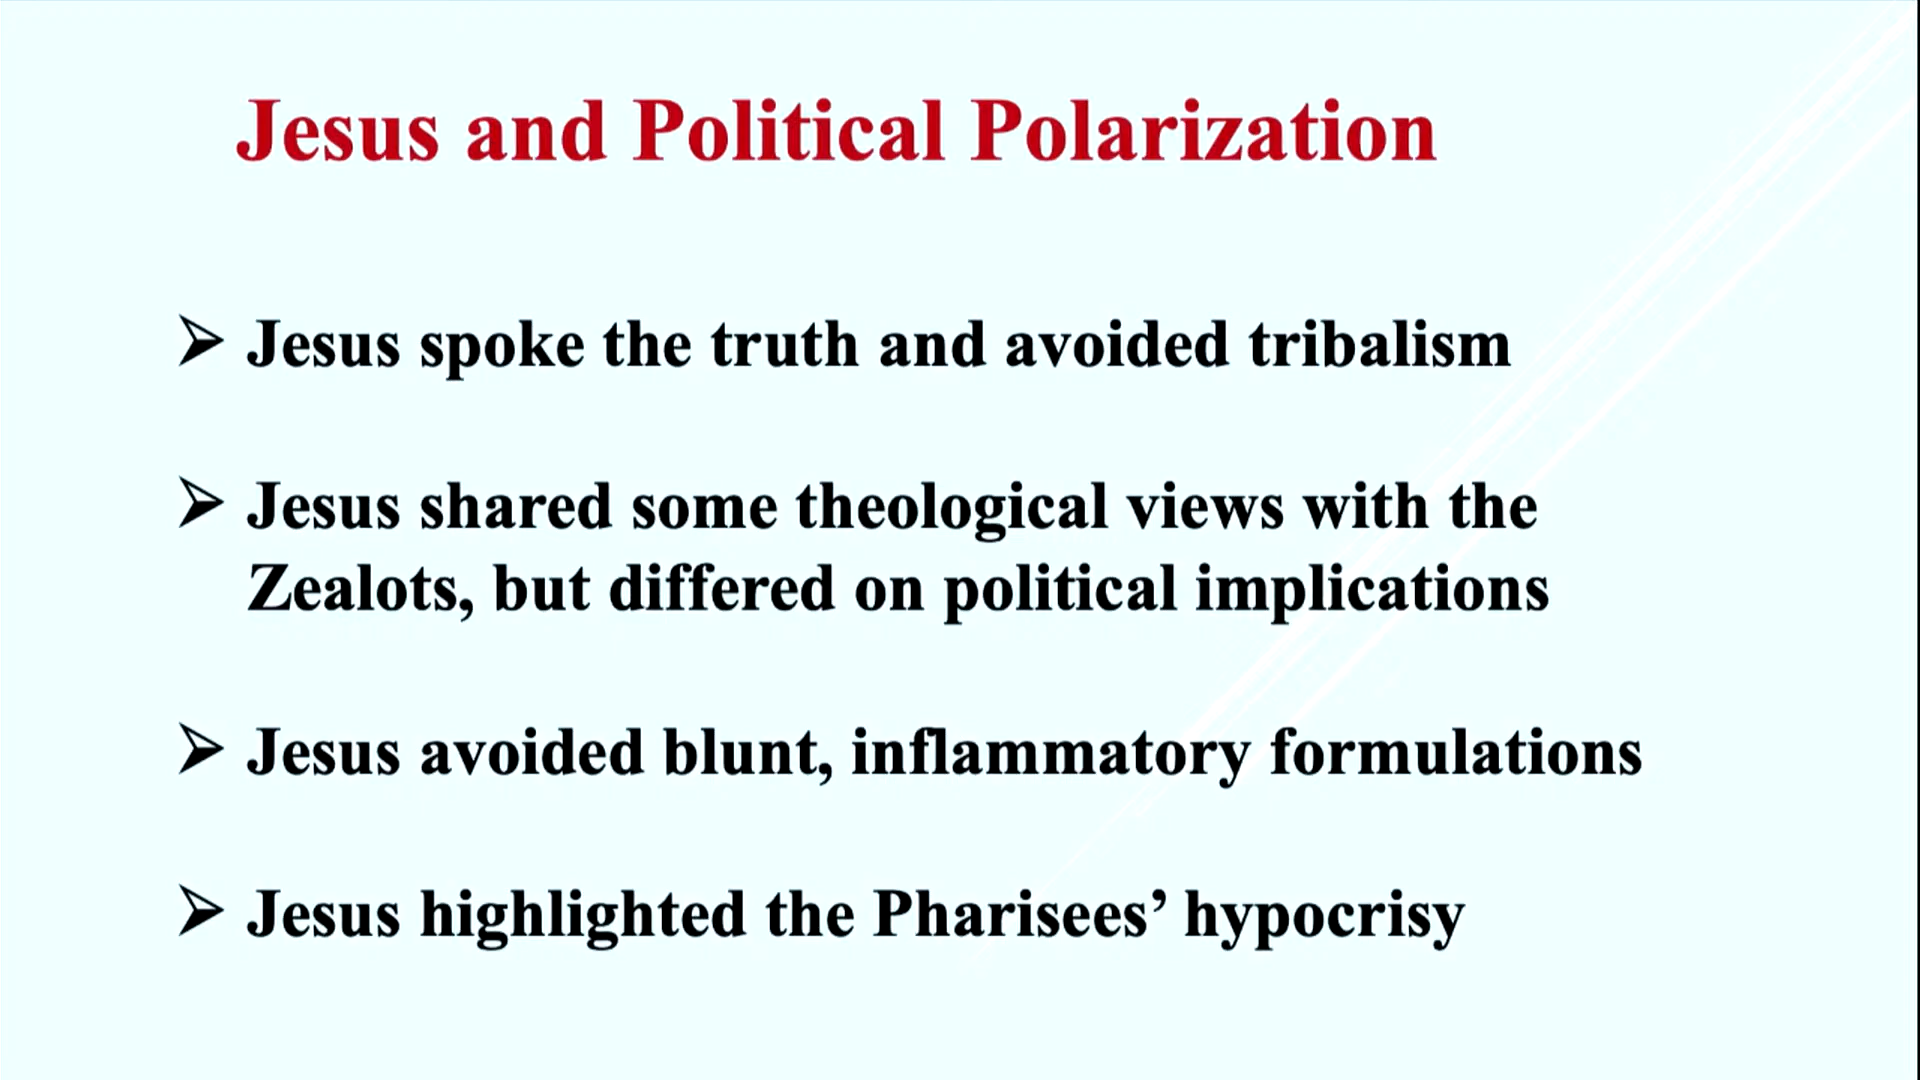 Jesus and Political Polarization
➢ Jesus spoke the truth and avoided tribalism
➢ Jesus shared some theological views with the
Zealots, but differed on political implications
➢ Jesus avoided blunt, inflammatory formulations
➢ Jesus highlighted the Pharisees’ hypocrisy